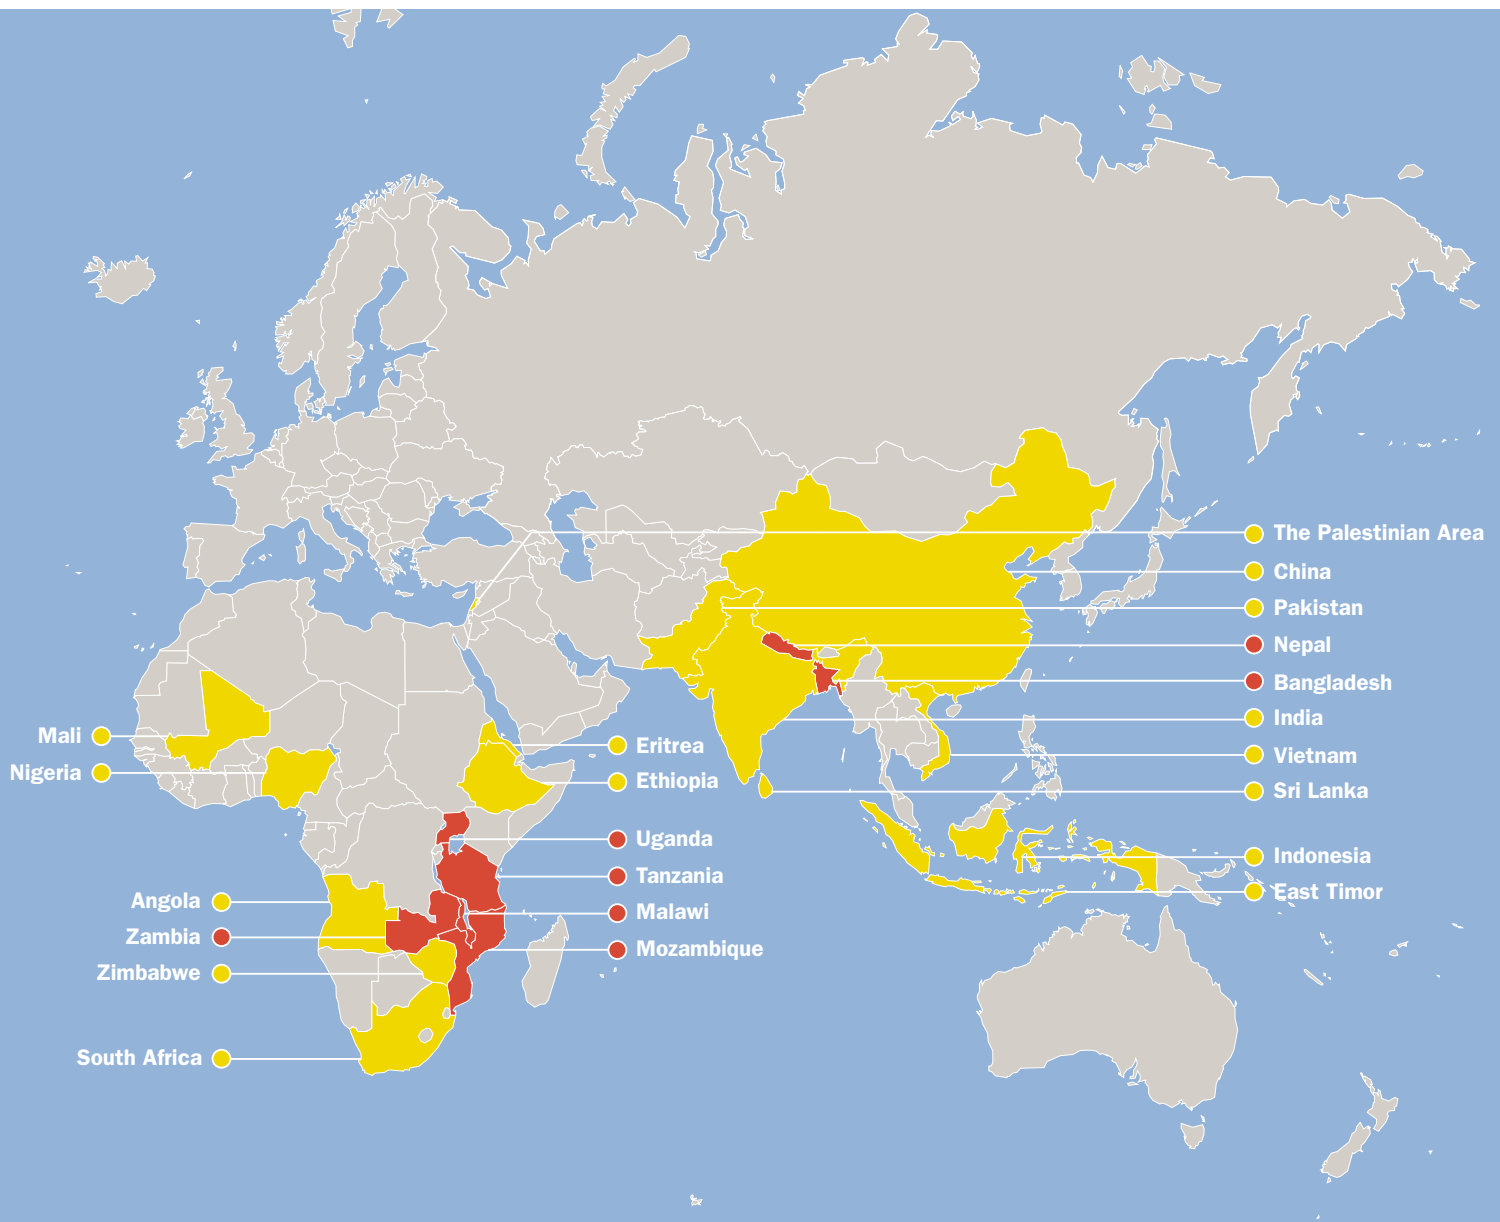 The Palestinian Area
China
Pakistan
Nepal
Bangladesh
India
Vietnam
Sri Lanka
Indonesia
East Timor
Mali
Nigeria
Eritrea
Ethiopia
Uganda
Tanzania
Malawi
Mozambique
Angola
Zambia
Zimbabwe
South Africa